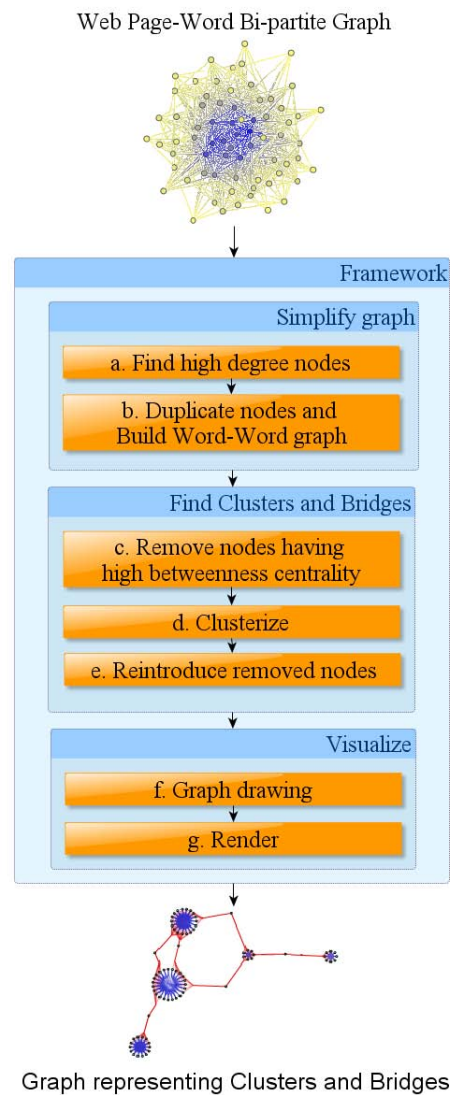 Web Page-Word Bi-partite Graph
Framework
Simplify graph
a. Find high degree nodes
b. Duplicate nodes and
Build Word-Word graph
Find Clusters and Bridges
c. Remove nodes having
high betweenness centrality
d. Clusterize
e. Reintroduce removed nodes
Visualize
f. Graph drawing
g. Render
Graph representing Clusters and Bridges